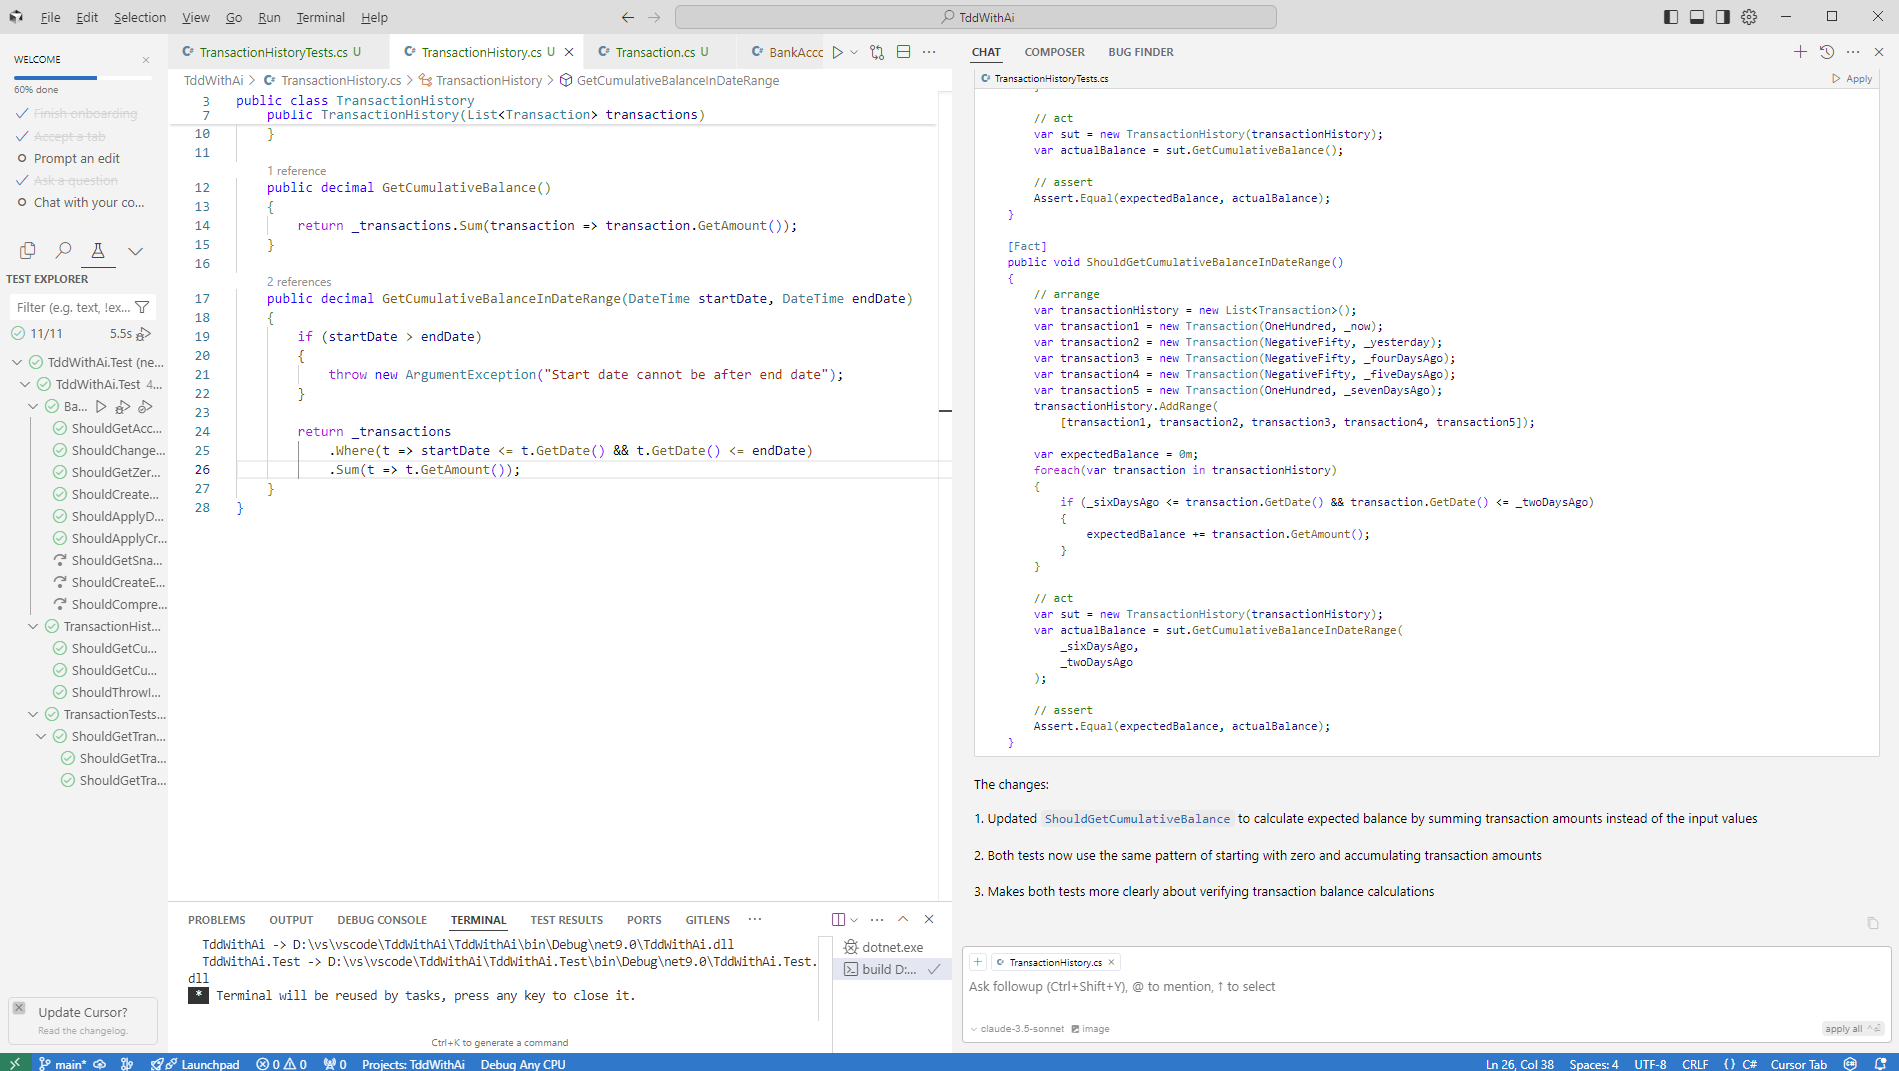 File Edit Selection View Go Run Terminal Help
TddWithAi
WELCOME
60% done
Finish onboarding
Accept a tab
Prompt an edit
Ask a question
Chat with your co...
TEST EXPLORER
Filter (e.g. text, !ex...
11/11 5.5s
TddWithAi.Test (ne...
TddWithAi.Test 4...
Ba...
ShouldGetAcc...
ShouldChange...
ShouldGetZer...
ShouldCreate...
ShouldApplyD...
ShouldApplyCr...
ShouldGetSna...
ShouldCreateE...
ShouldCompre...
TransactionHist...
ShouldGetCu...
ShouldGetCu...
ShouldThrowI...
TransactionTests...
ShouldGetTran...
ShouldGetTra...
ShouldGetTra...
Update Cursor?
Read the changelog.
TransactionHistoryTests.cs U TransactionHistory.cs U Transaction.cs U BankAccc
TddWithAi > TransactionHistory.cs > TransactionHistory > GetCumulativeBalanceInDateRange
3 public class TransactionHistory
7 public TransactionHistory(List<Transaction> transactions)
10 }
11
1 reference
12 public decimal GetCumulativeBalance()
13 {
14 return _transactions.Sum(transaction => transaction.GetAmount());
15 }
16
2 references
17 public decimal GetCumulativeBalanceInDateRange(DateTime startDate, DateTime endDate)
18 {
19 if (startDate > endDate)
20 {
21 throw new ArgumentException("Start date cannot be after end date");
22 }
23
24 return _transactions
25 .Where(t => startDate <= t.GetDate() && t.GetDate() <= endDate)
26 .Sum(t => t.GetAmount());
27 }
28 }
PROBLEMS OUTPUT DEBUG CONSOLE TERMINAL TEST RESULTS PORTS GITLENS ...
TddWithAi -> D:\vs\vscode\TddWithAi\TddWithAi\bin\Debug\net9.0\TddWithAi.dll
TddWithAi.Test -> D:\vs\vscode\TddWithAi\TddWithAi.Test\bin\Debug\net9.0\TddWithAi.Test.
dll
* Terminal will be reused by tasks, press any key to close it.
Ctrl+K to generate a command
dotnet.exe
build D:...
CHAT COMPOSER BUG FINDER
TransactionHistoryTests.cs Apply
}
// act
var sut = new TransactionHistory(transactionHistory);
var actualBalance = sut.GetCumulativeBalance();
// assert
Assert.Equal(expectedBalance, actualBalance);
}
[Fact]
public void ShouldGetCumulativeBalanceInDateRange()
{
// arrange
var transactionHistory = new List<Transaction>();
var transaction1 = new Transaction(OneHundred, _now);
var transaction2 = new Transaction(NegativeFifty, _yesterday);
var transaction3 = new Transaction(NegativeFifty, _fourDaysAgo);
var transaction4 = new Transaction(NegativeFifty, _fiveDaysAgo);
var transaction5 = new Transaction(OneHundred, _sevenDaysAgo);
transactionHistory.AddRange(
[transaction1, transaction2, transaction3, transaction4, transaction5]);
var expectedBalance = 0m;
foreach(var transaction in transactionHistory)
{
if (_sixDaysAgo <= transaction.GetDate() && transaction.GetDate() <= _twoDaysAgo)
{
expectedBalance += transaction.GetAmount();
}
}
// act
var sut = new TransactionHistory(transactionHistory);
var actualBalance = sut.GetCumulativeBalanceInDateRange(
_sixDaysAgo,
_twoDaysAgo
);
// assert
Assert.Equal(expectedBalance, actualBalance);
}
The changes:
1. Updated ShouldGetCumulativeBalance to calculate expected balance by summing transaction amounts instead of the input values
2. Both tests now use the same pattern of starting with zero and accumulating transaction amounts
3. Makes both tests more clearly about verifying transaction balance calculations
TransactionHistory.cs
Ask followup (Ctrl+Shift+Y), @ to mention, ↑ to select
claude-3.5-sonnet image apply all
main* Launchpad 0 0 0 Projects: TddWithAi Debug Any CPU Ln 26, Col 38 Spaces: 4 UTF-8 CRLF {} C# Cursor Tab